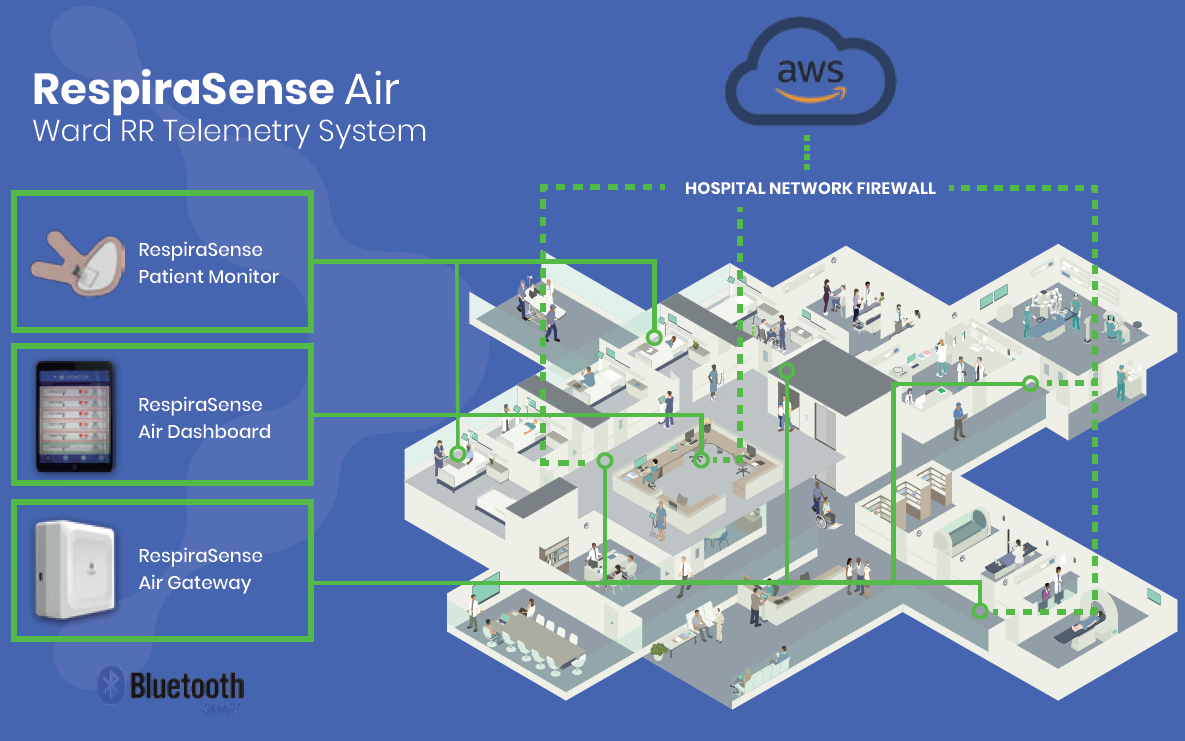 aws
RespiraSense Air
Ward RR Telemetry System
HOSPITAL NETWORK FIREWALL
RespiraSense
Patient Monitor
RespiraSense
Air Dashboard
RespiraSense
Air Gateway
Bluetooth
SMART